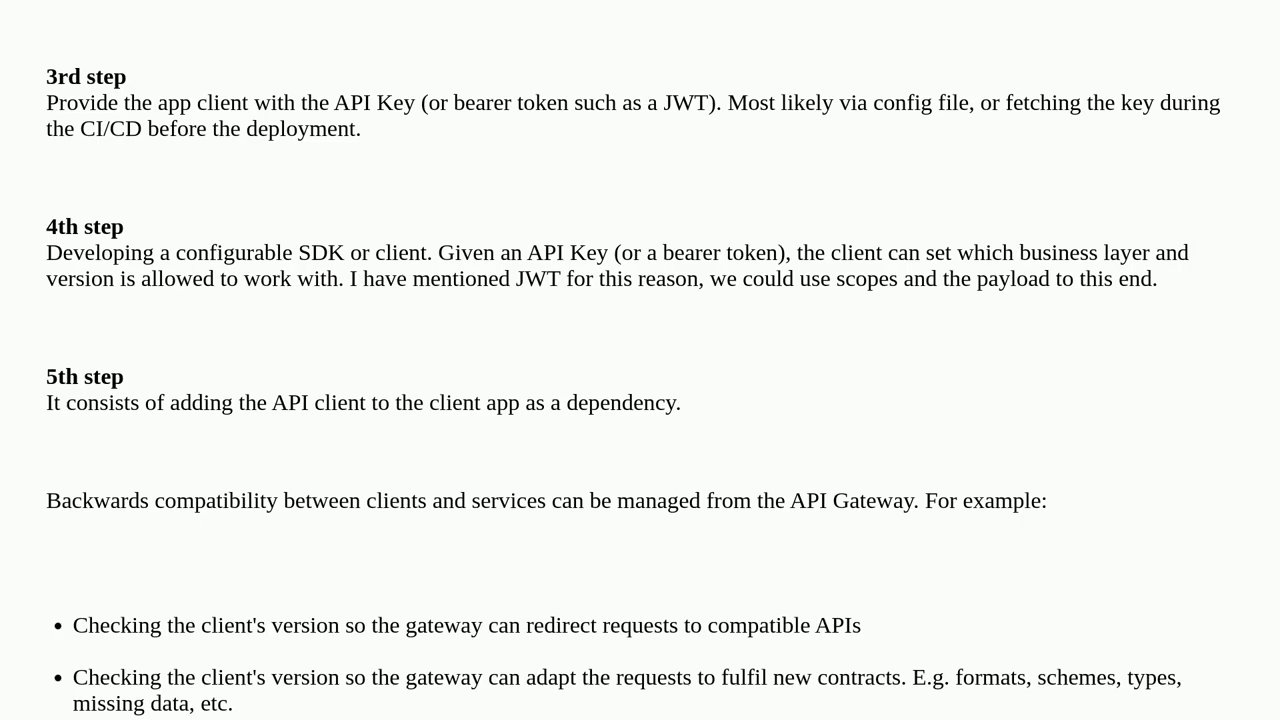 3rd step
Provide the app client with the API Key (or bearer token such as a JWT). Most likely via config file, or fetching the key during
the CI/CD before the deployment.
4th step
Developing a configurable SDK or client. Given an API Key (or a bearer token), the client can set which business layer and
version is allowed to work with. I have mentioned JWT for this reason, we could use scopes and the payload to this end.
5th step
It consists of adding the API client to the client app as a dependency.
Backwards compatibility between clients and services can be managed from the API Gateway. For example:
• Checking the client's version so the gateway can redirect requests to compatible APIs
• Checking the client's version so the gateway can adapt the requests to fulfil new contracts. E.g. formats, schemes, types,
missing data, etc.